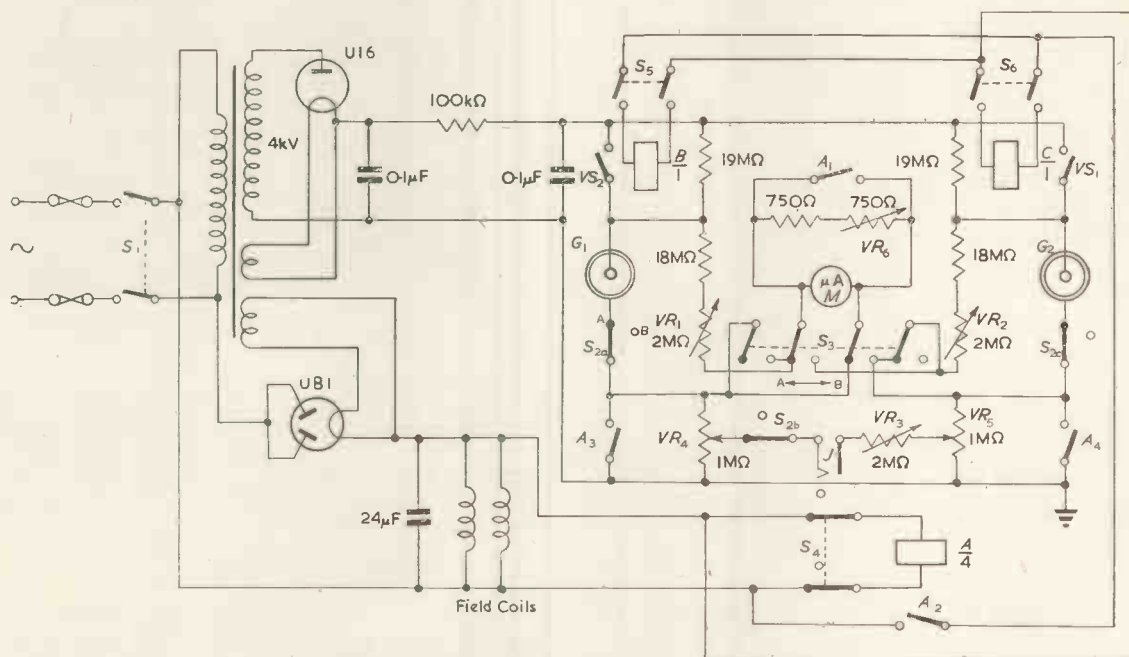 U16
4kV
100kΩ
0·1μF
0·1μF
VS2
S5
B/1
19MΩ
A1
750Ω
750Ω
VR6
19MΩ
S6
C/1
VS1
S1
∼
G1
18MΩ
μA
M
18MΩ
G2
A
B
S2a
VR1
2MΩ
S3
VR2
2MΩ
S2c
A ↔ B
U81
A3
VR4
1MΩ
S2b
J
VR3
2MΩ
VR5
1MΩ
A4
24μF
S4
A/4
Field Coils
A2